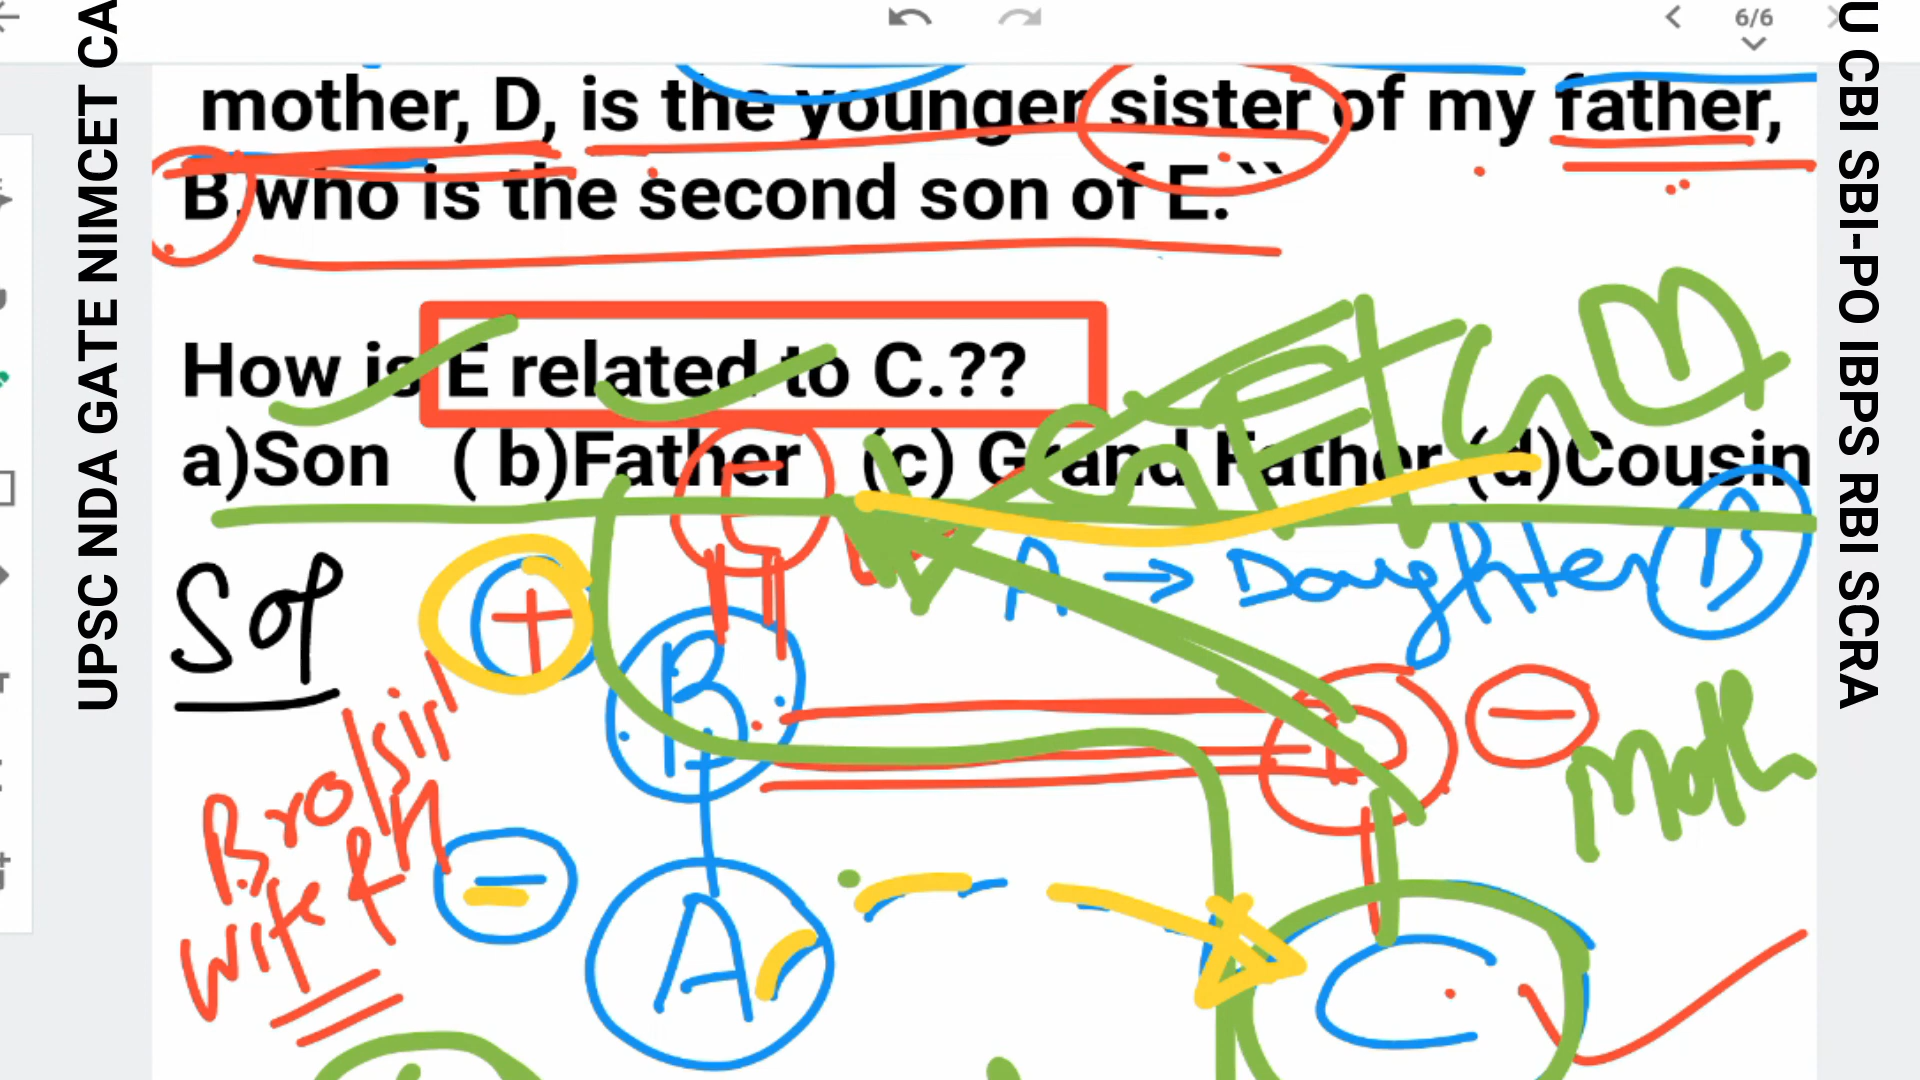 6/6
UPSC NDA GATE NIMCET CA
U CBI SBI-PO IBPS RBI SCRA
mother, D, is the younger sister of my father,
B,who is the second son of E.``
How is E related to C.??
a)Son ( b)Father (c) Grand Father (d)Cousin
Sol
+ B A → Daughter B
D −
Bro/sis
Wife
= A C